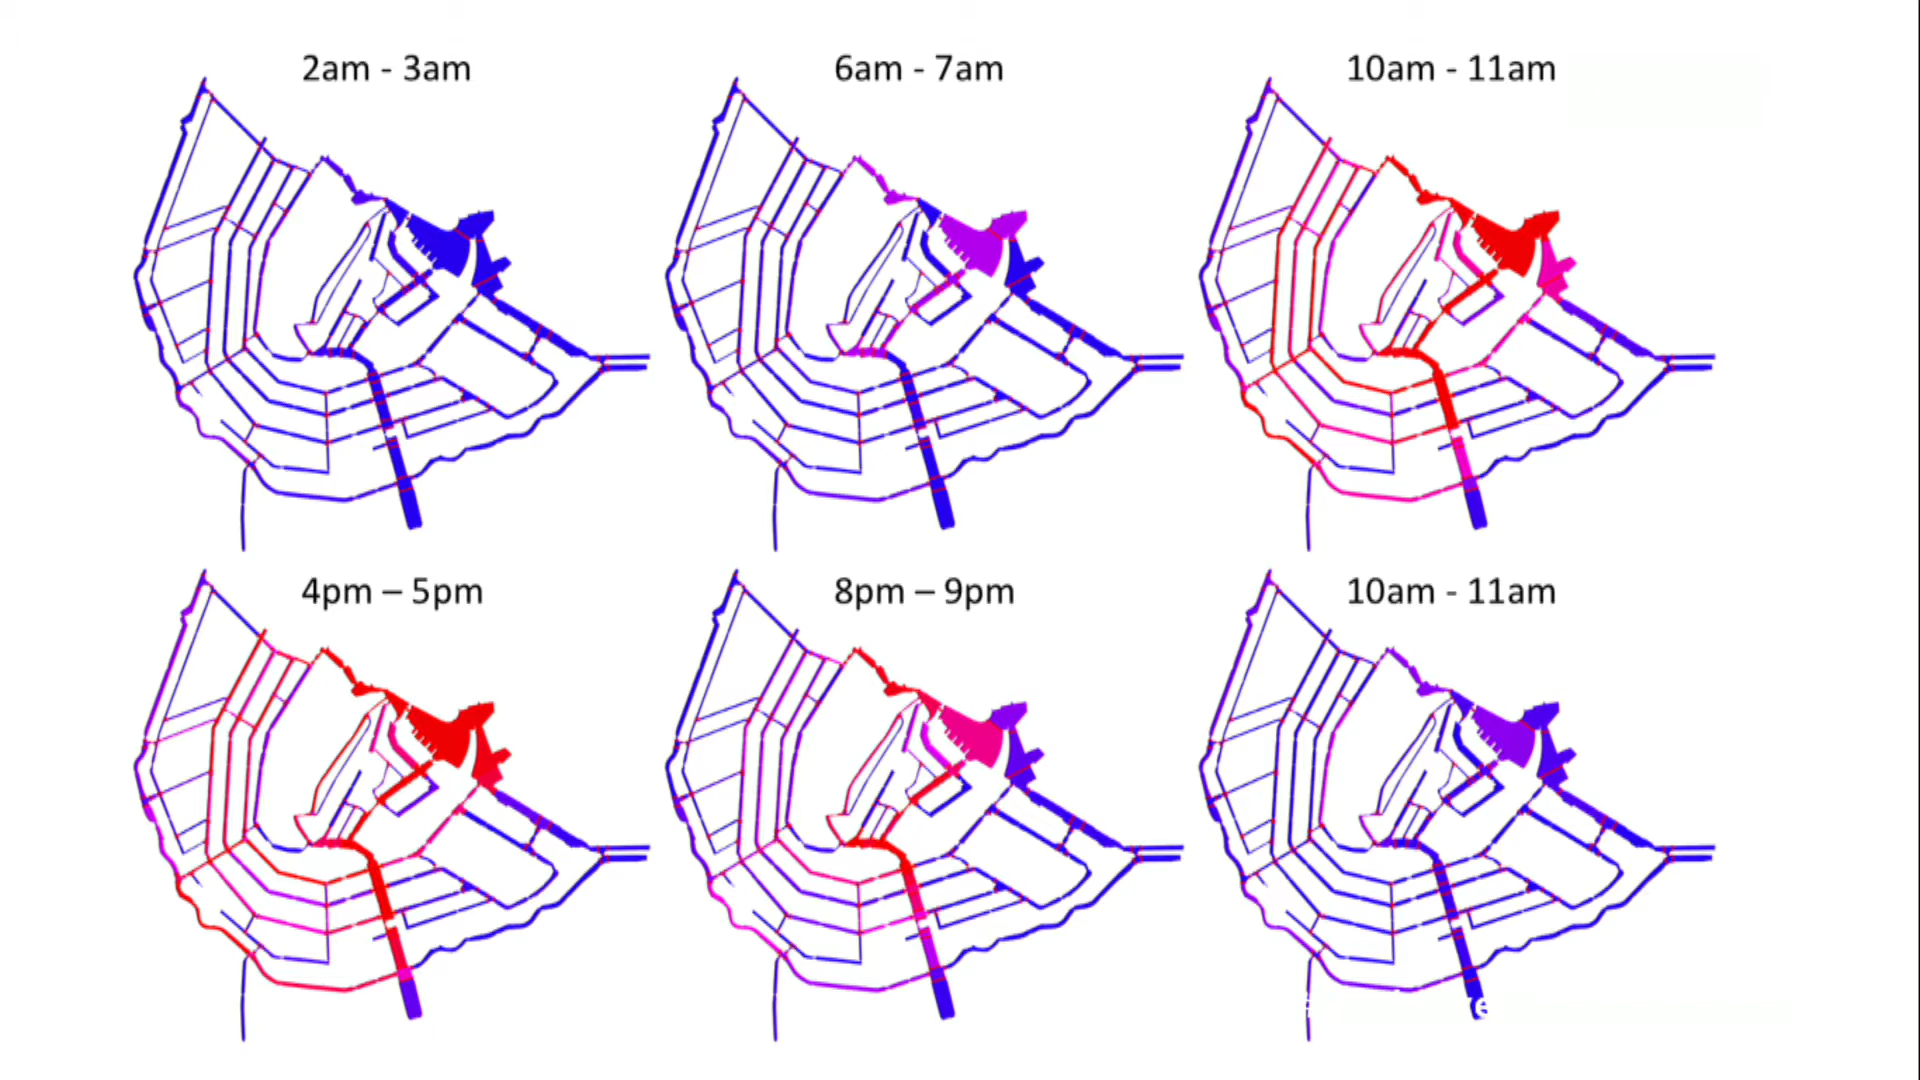 2am - 3am
6am - 7am
10am - 11am
4pm – 5pm
8pm – 9pm
10am - 11am